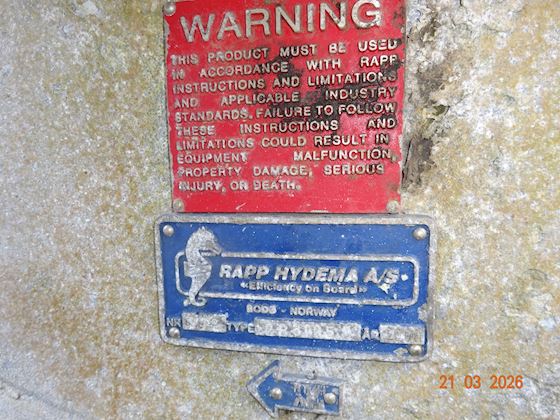 WARNING
THIS PRODUCT MUST BE USED
IN ACCORDANCE WITH RAPP
INSTRUCTIONS AND LIMITATIONS
AND APPLICABLE INDUSTRY
STANDARDS. FAILURE TO FOLLOW
THESE INSTRUCTIONS AND
LIMITATIONS COULD RESULT IN
EQUIPMENT MALFUNCTION,
PROPERTY DAMAGE, SERIOUS
INJURY, OR DEATH.
RAPP HYDEMA A/S
«Efficiency on Board»
BODØ - NORWAY
NR TYPE ÅR
21 03 2026